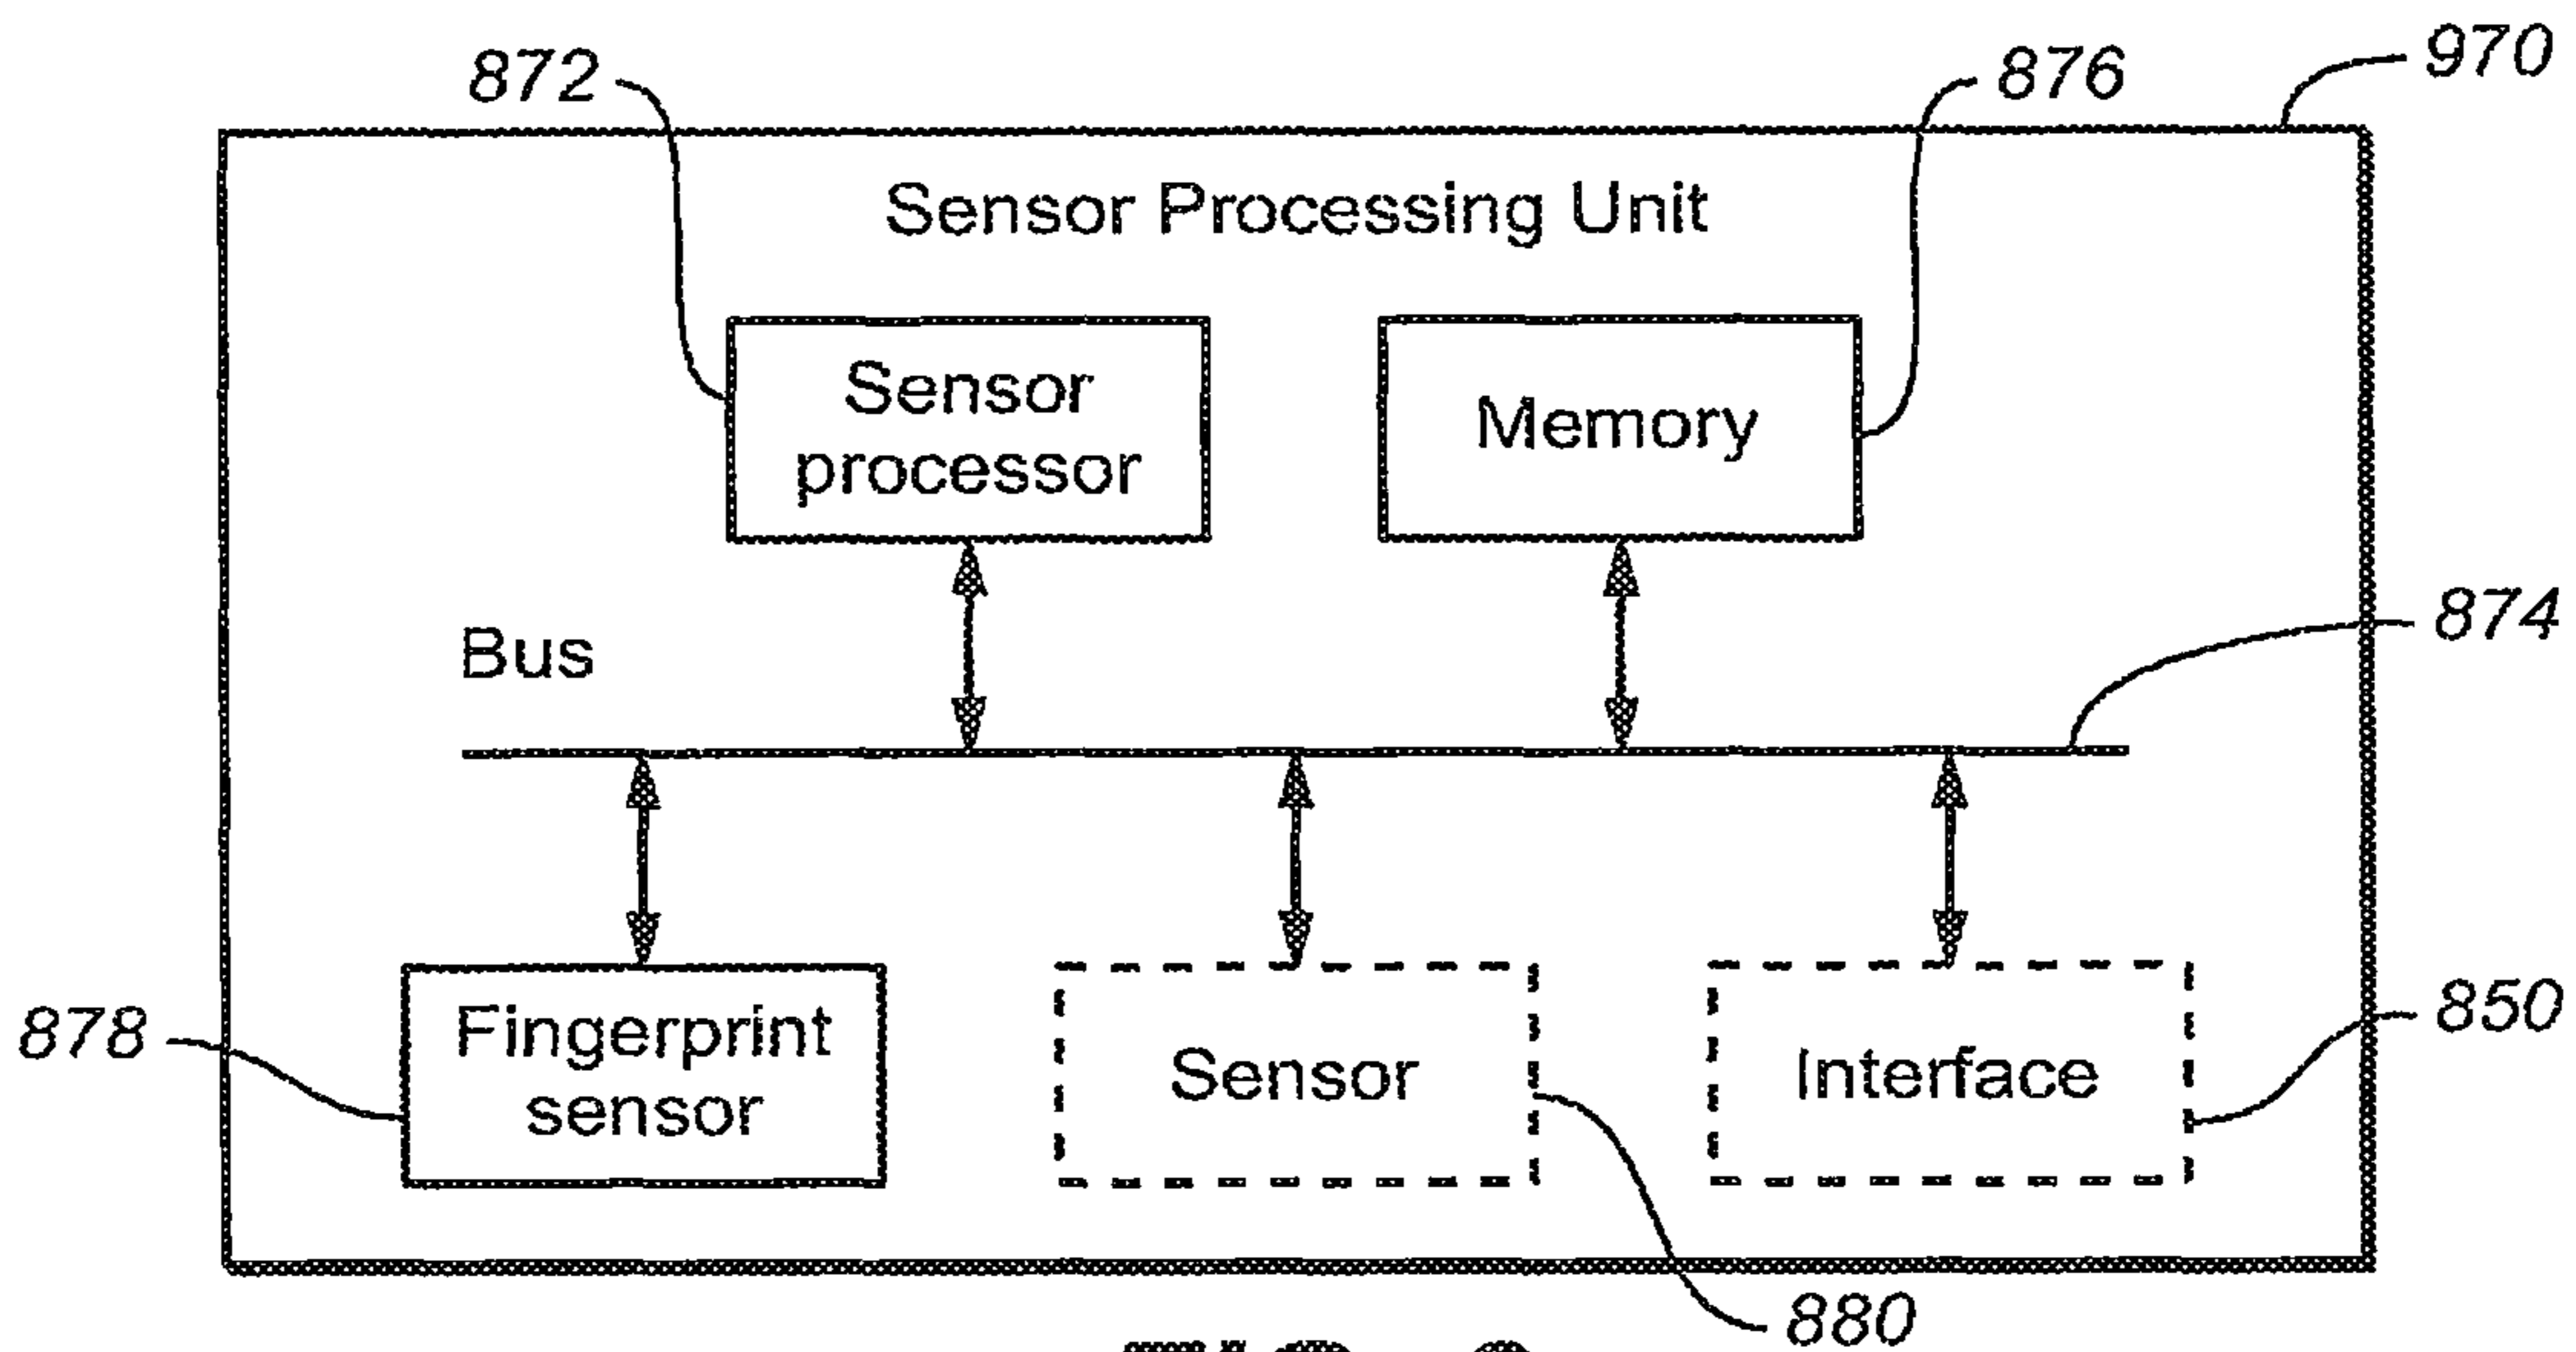 970
872
876
Sensor Processing Unit
Sensor
processor
Memory
874
Bus
878
Fingerprint
sensor
Sensor
Interface
850
880